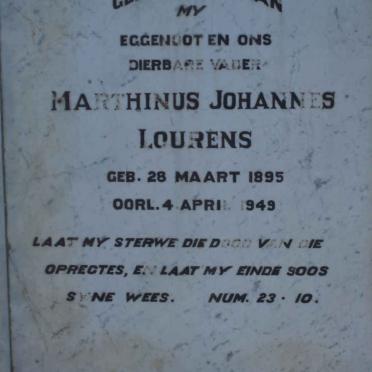 MY
EGGENOOT EN ONS
DIERBARE VADER
MARTHINUS JOHANNES
LOURENS
GEB. 28 MAART 1895
OORL. 4 APRIL 1949
LAAT MY STERWE DIE DOOD VAN DIE
OPREGTES, EN LAAT MY EINDE SOOS
SYNE WEES. NUM. 23·10.